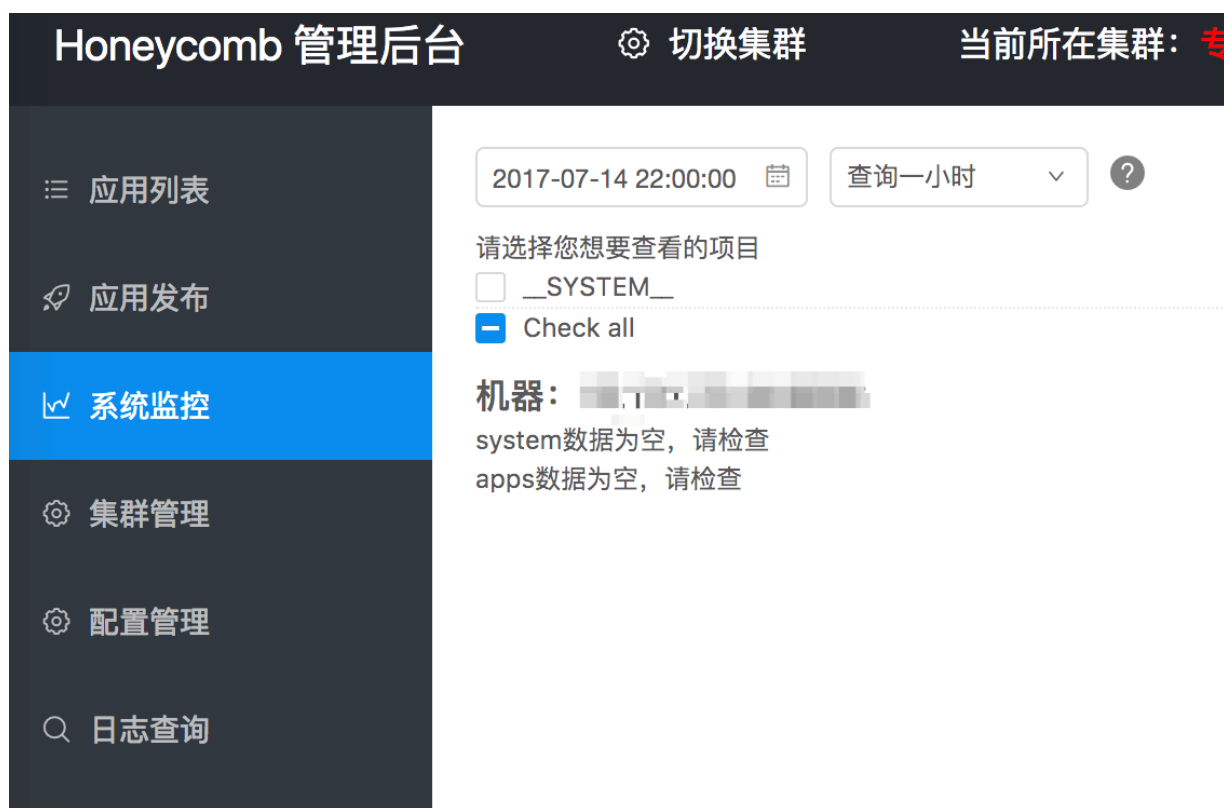 Honeycomb 管理后台 切换集群 当前所在集群：
应用列表
应用发布
系统监控
集群管理
配置管理
日志查询
2017-07-14 22:00:00 查询一小时 ?
请选择您想要查看的项目
__SYSTEM__
Check all
机器：
system数据为空，请检查
apps数据为空，请检查